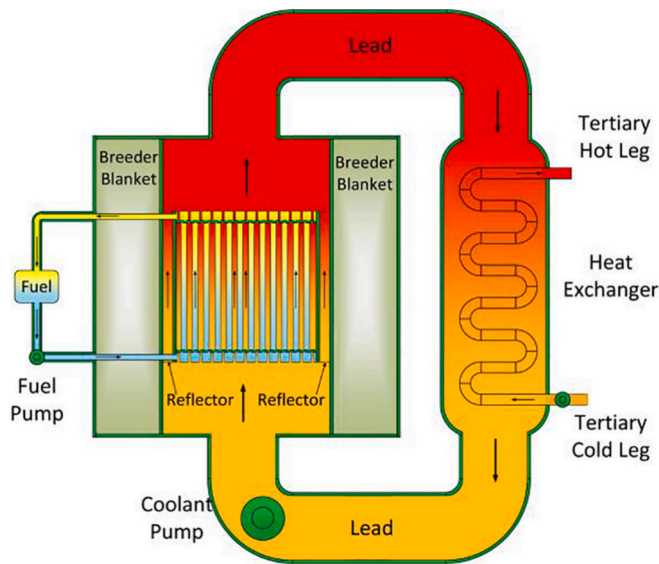 Lead
Breeder
Blanket
Breeder
Blanket
Tertiary
Hot Leg
Fuel
Heat
Exchanger
Fuel
Pump
Reflector
Reflector
Tertiary
Cold Leg
Coolant
Pump
Lead